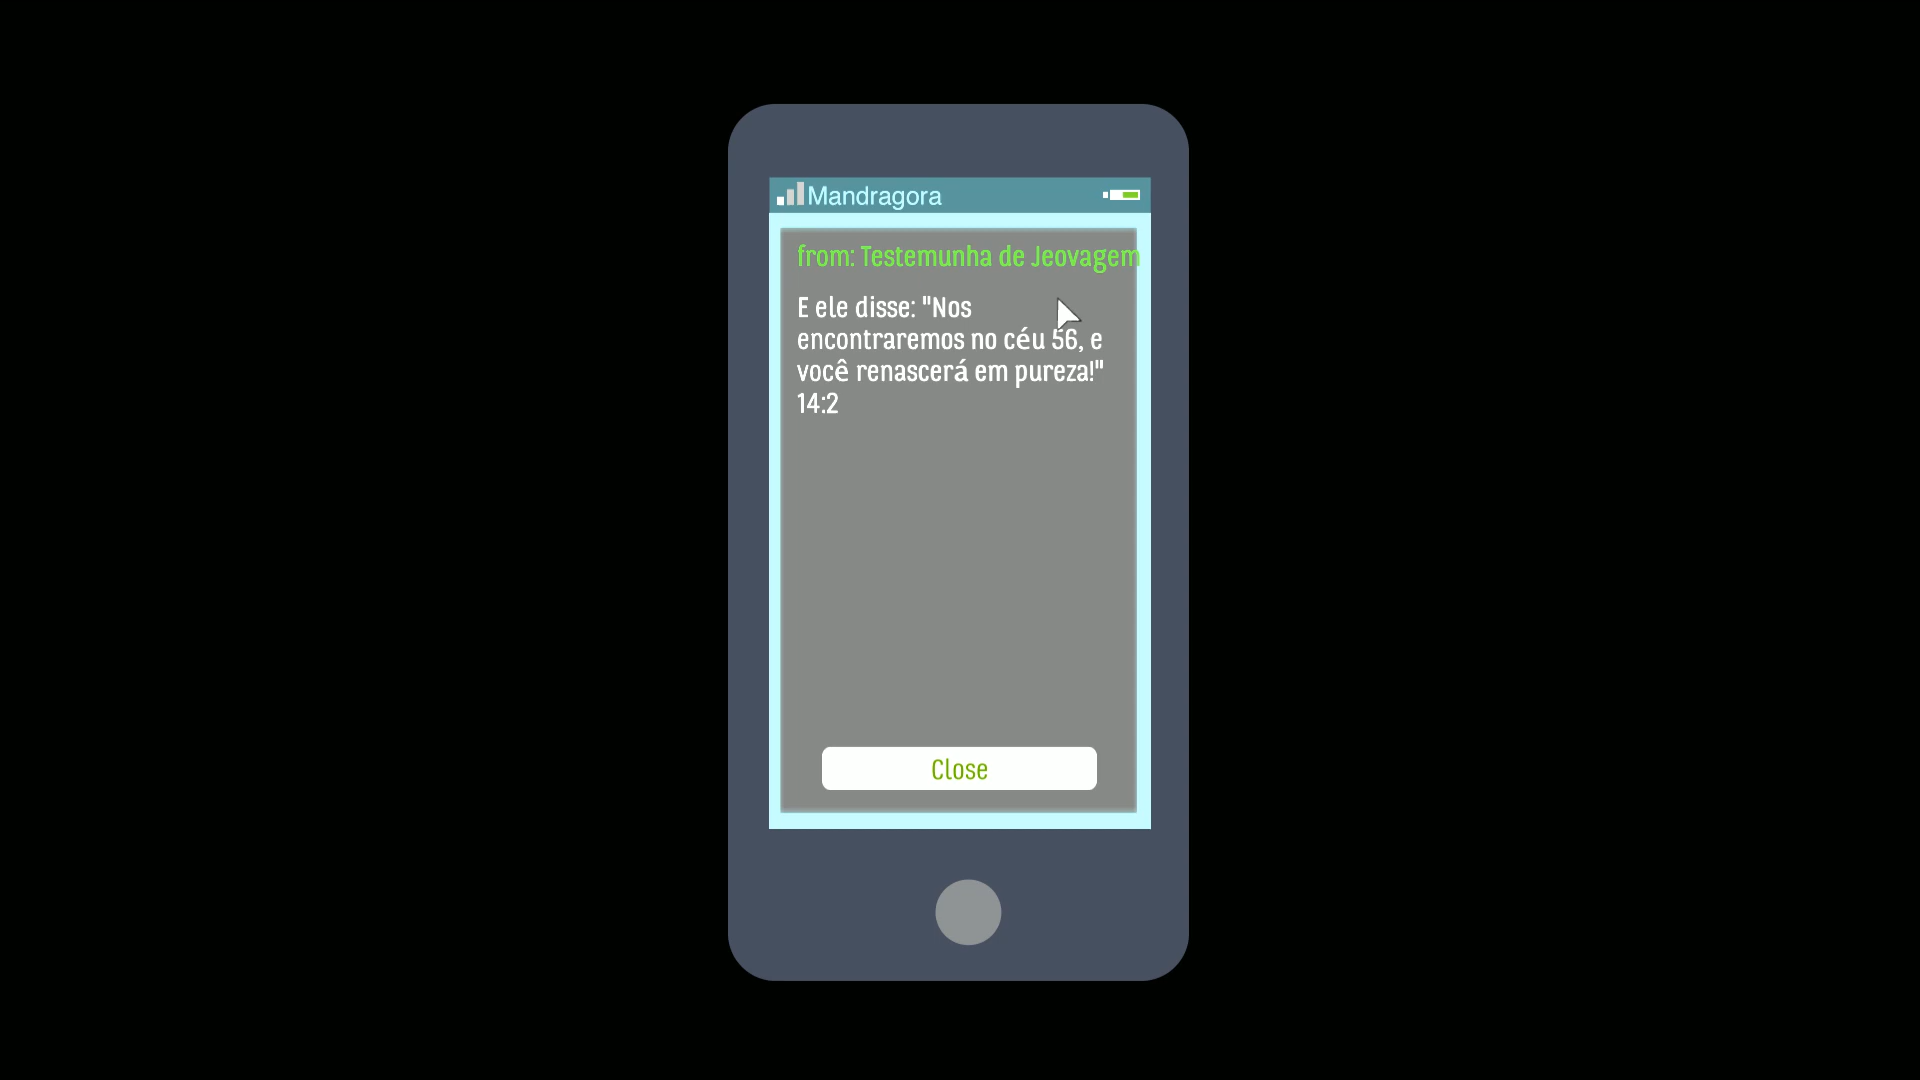 Mandragora
from: Testemunha de Jeovagem
E ele disse: "Nos
encontraremos no céu 56, e
você renascerá em pureza!"
14:2
Close